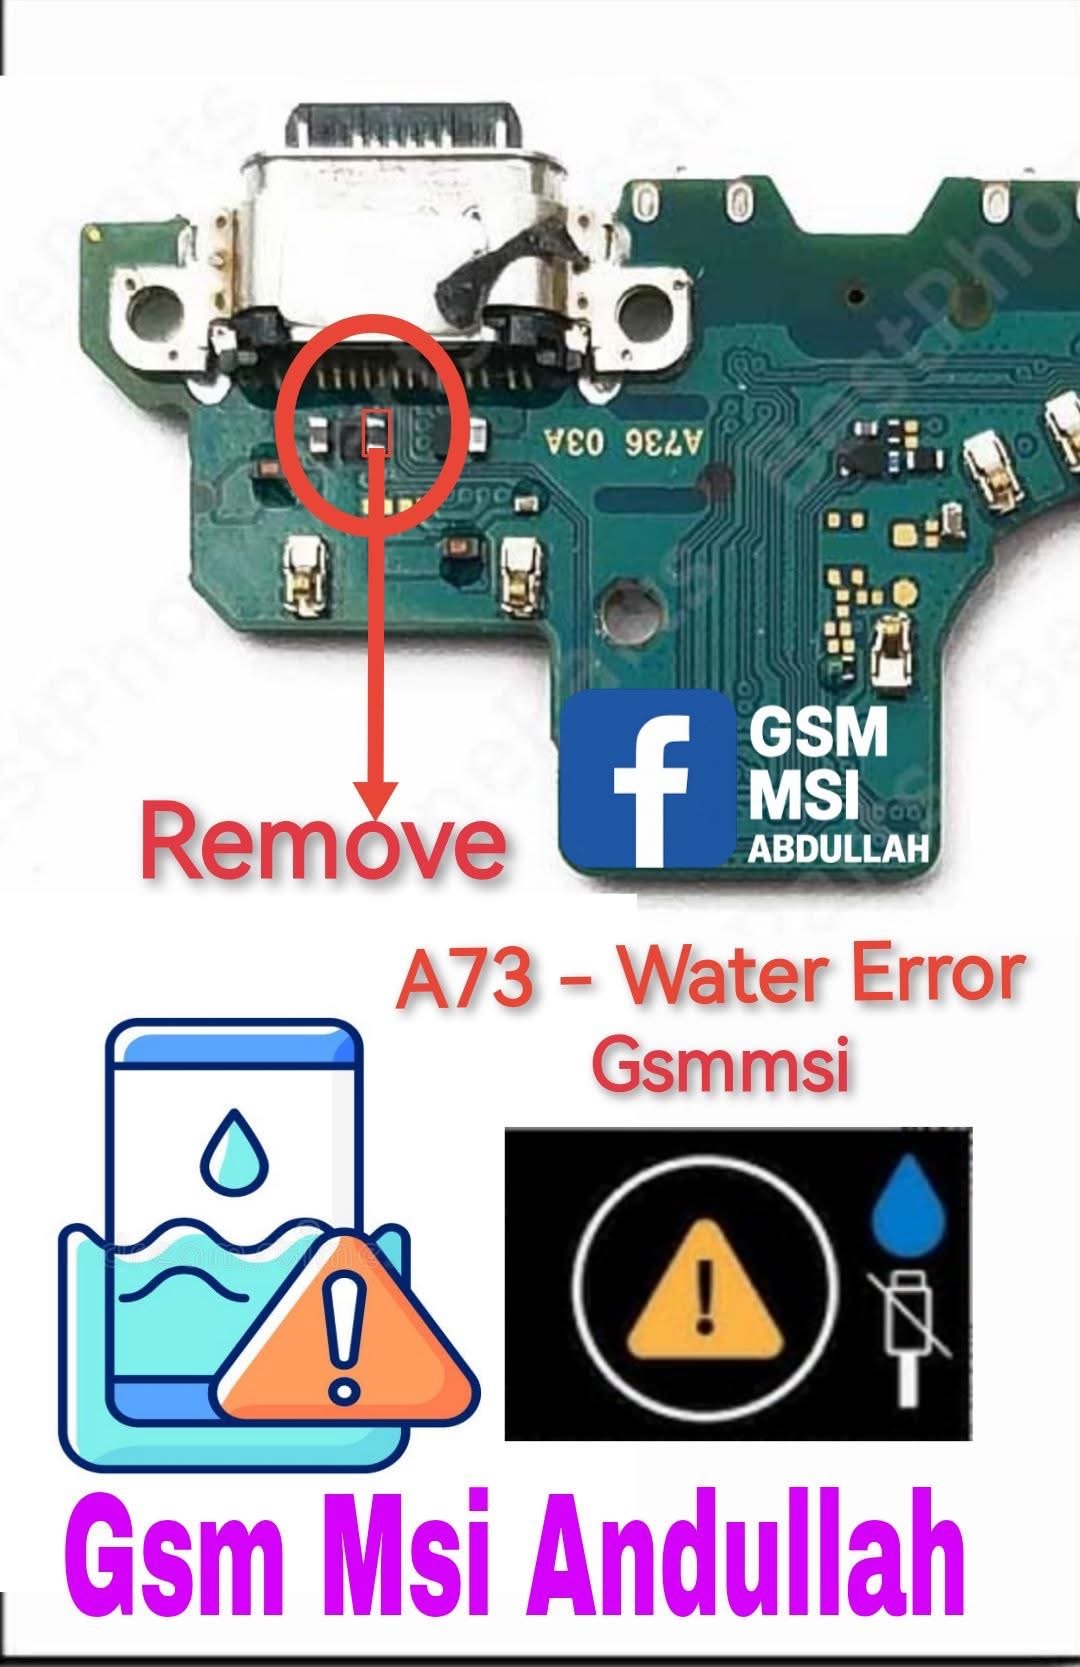 A736 03A
f
GSM
MSI
ABDULLAH
Remove
A73 - Water Error
Gsmmsi
Gsm Msi Andullah